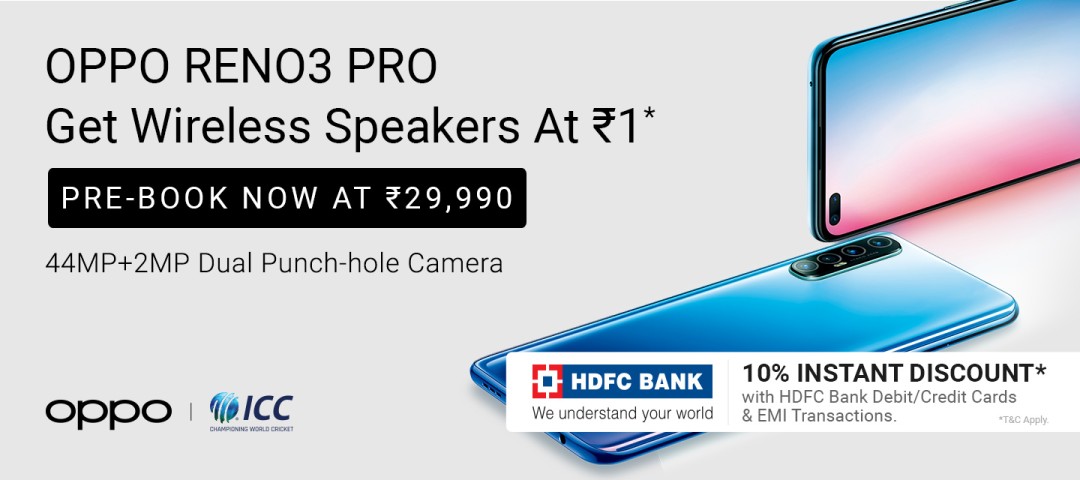 OPPO RENO3 PRO
Get Wireless Speakers At ₹1*
PRE-BOOK NOW AT ₹29,990
44MP+2MP Dual Punch-hole Camera
oppo | ICC
CHAMPIONING WORLD CRICKET
HDFC BANK
We understand your world
10% INSTANT DISCOUNT*
with HDFC Bank Debit/Credit Cards
& EMI Transactions.
*T&C Apply.